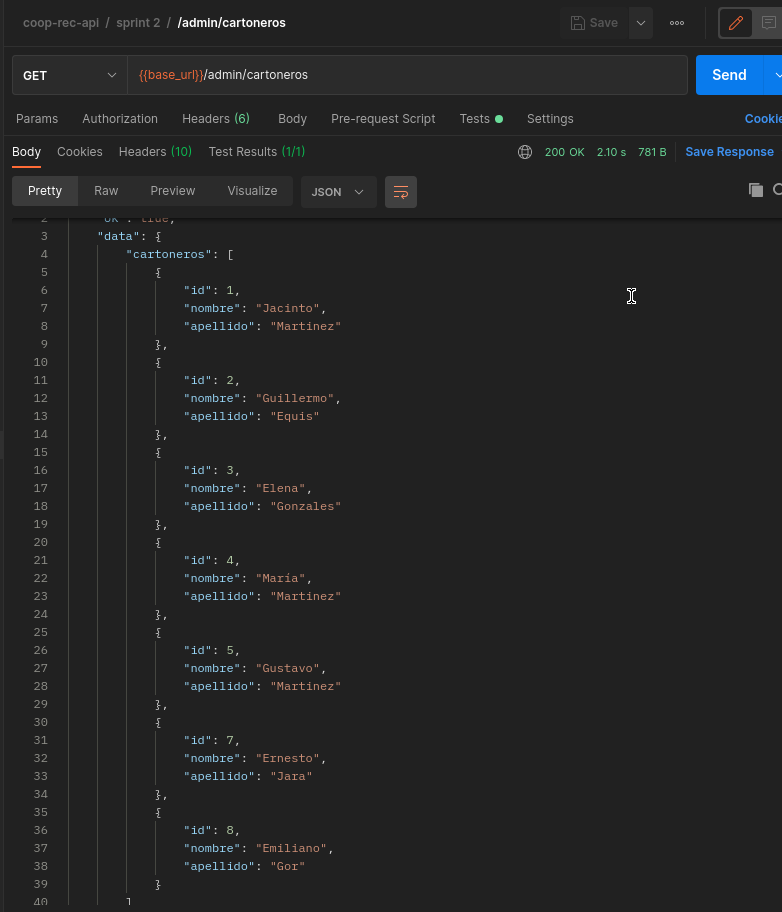 coop-rec-api / sprint 2 / /admin/cartoneros
Save
GET
{{base_url}}/admin/cartoneros
Send
Params Authorization Headers (6) Body Pre-request Script Tests Settings Cookie
Body Cookies Headers (10) Test Results (1/1) 200 OK 2.10 s 781 B Save Response
Pretty Raw Preview Visualize JSON
2 "ok": true,
3 "data": {
4 "cartoneros": [
5 {
6 "id": 1,
7 "nombre": "Jacinto",
8 "apellido": "Martinez"
9 },
10 {
11 "id": 2,
12 "nombre": "Guillermo",
13 "apellido": "Equis"
14 },
15 {
16 "id": 3,
17 "nombre": "Elena",
18 "apellido": "Gonzales"
19 },
20 {
21 "id": 4,
22 "nombre": "Maria",
23 "apellido": "Martinez"
24 },
25 {
26 "id": 5,
27 "nombre": "Gustavo",
28 "apellido": "Martinez"
29 },
30 {
31 "id": 7,
32 "nombre": "Ernesto",
33 "apellido": "Jara"
34 },
35 {
36 "id": 8,
37 "nombre": "Emiliano",
38 "apellido": "Gor"
39 }
40 ]